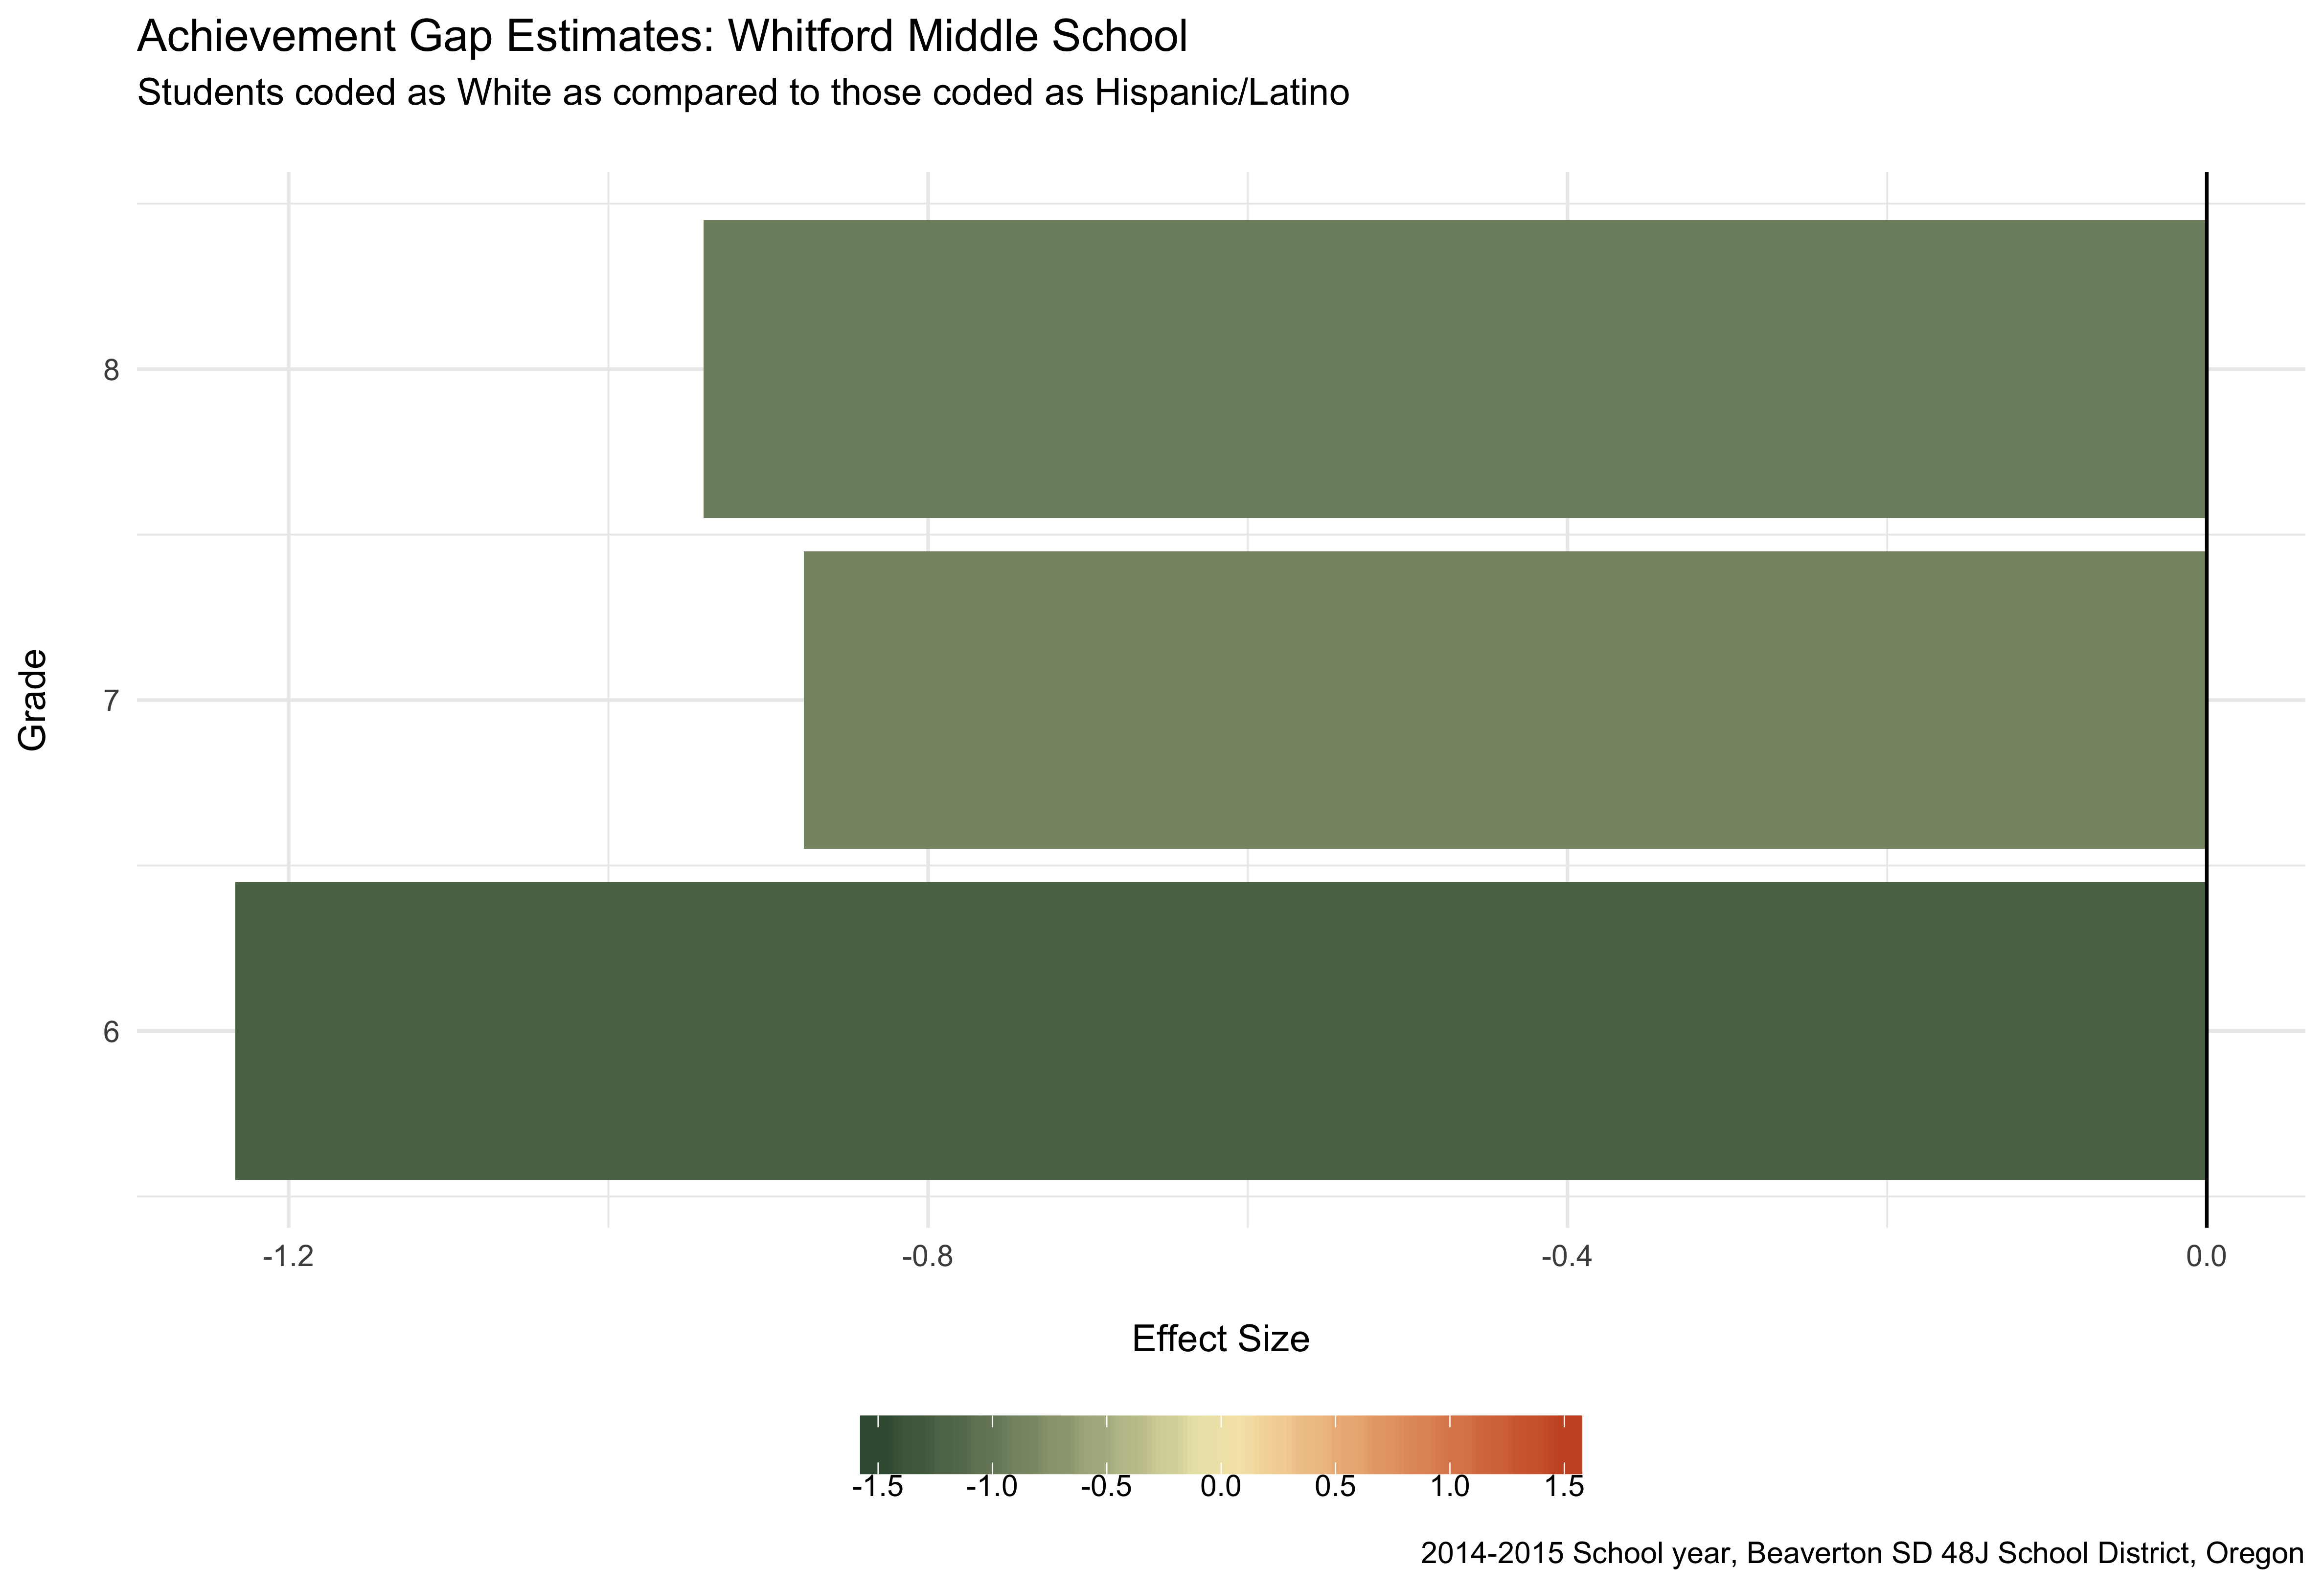 Achievement Gap Estimates: Whitford Middle School
Students coded as White as compared to those coded as Hispanic/Latino
8
7
6
Grade
-1.2 -0.8 -0.4 0.0
Effect Size
-1.5 -1.0 -0.5 0.0 0.5 1.0 1.5
2014-2015 School year, Beaverton SD 48J School District, Oregon